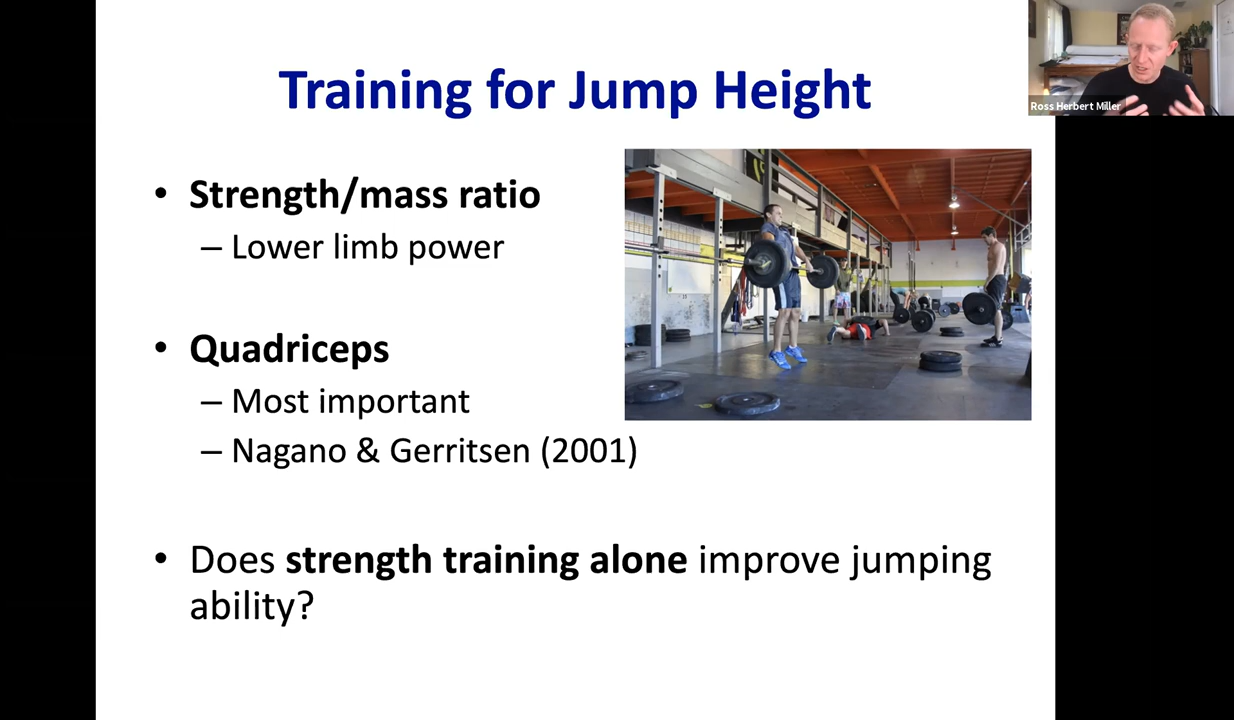 Training for Jump Height
Ross Herbert Miller
• Strength/mass ratio
– Lower limb power
• Quadriceps
– Most important
– Nagano & Gerritsen (2001)
• Does strength training alone improve jumping
ability?